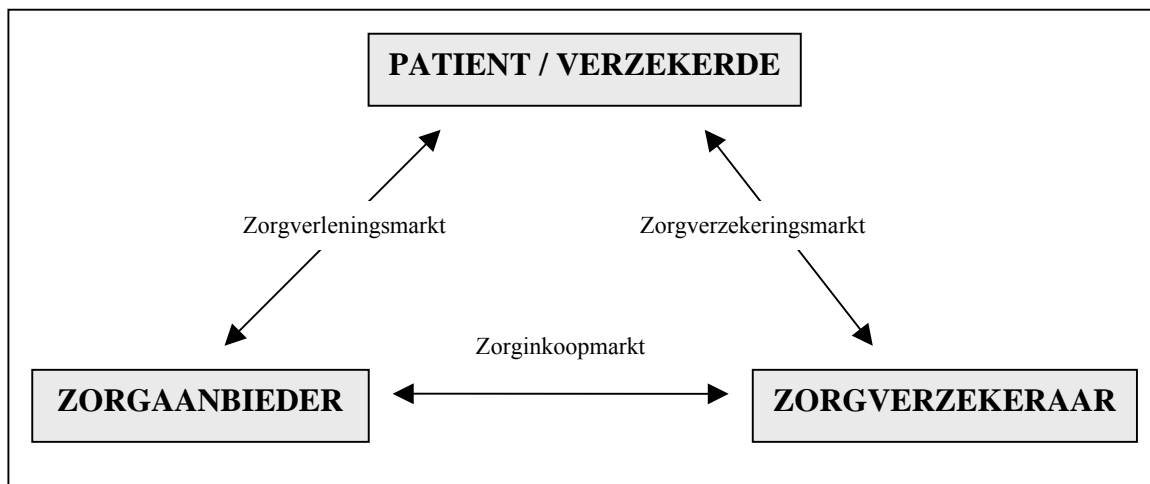 PATIENT / VERZEKERDE
Zorgverleningsmarkt
Zorgverzekeringsmarkt
Zorginkoopmarkt
ZORGAANBIEDER
ZORGVERZEKERAAR